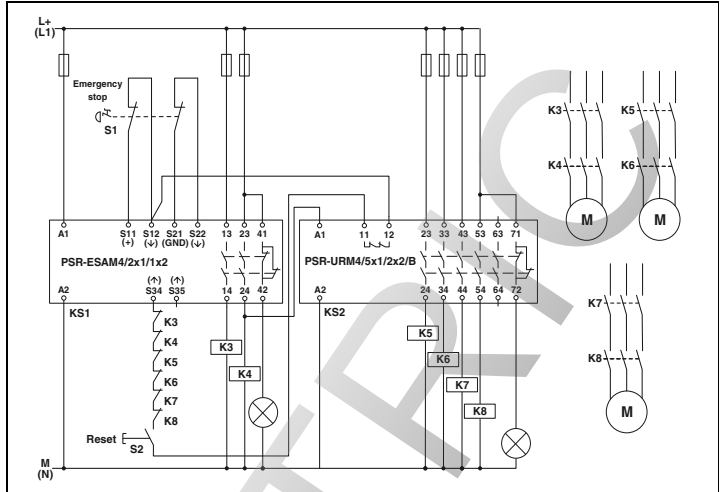 L+
(L1)
Emergency
stop
S1
K3
K4
K5
K6
A1
S11
S12
S21
S22
13
23
41
(+)
(↓)
(GND)
(↓)
PSR-ESAM4/2x1/1x2
(↑)
(↑)
A2
S34
S35
14
24
42
KS1
A1
11
12
23
33
43
53
63
71
PSR-URM4/5x1/2x2/B
A2
24
34
44
54
64
72
KS2
M
M
K3
K4
K5
K6
K7
K8
Reset
S2
K3
K4
K5
K6
K7
K8
K7
K8
M
M
(N)
TRIC